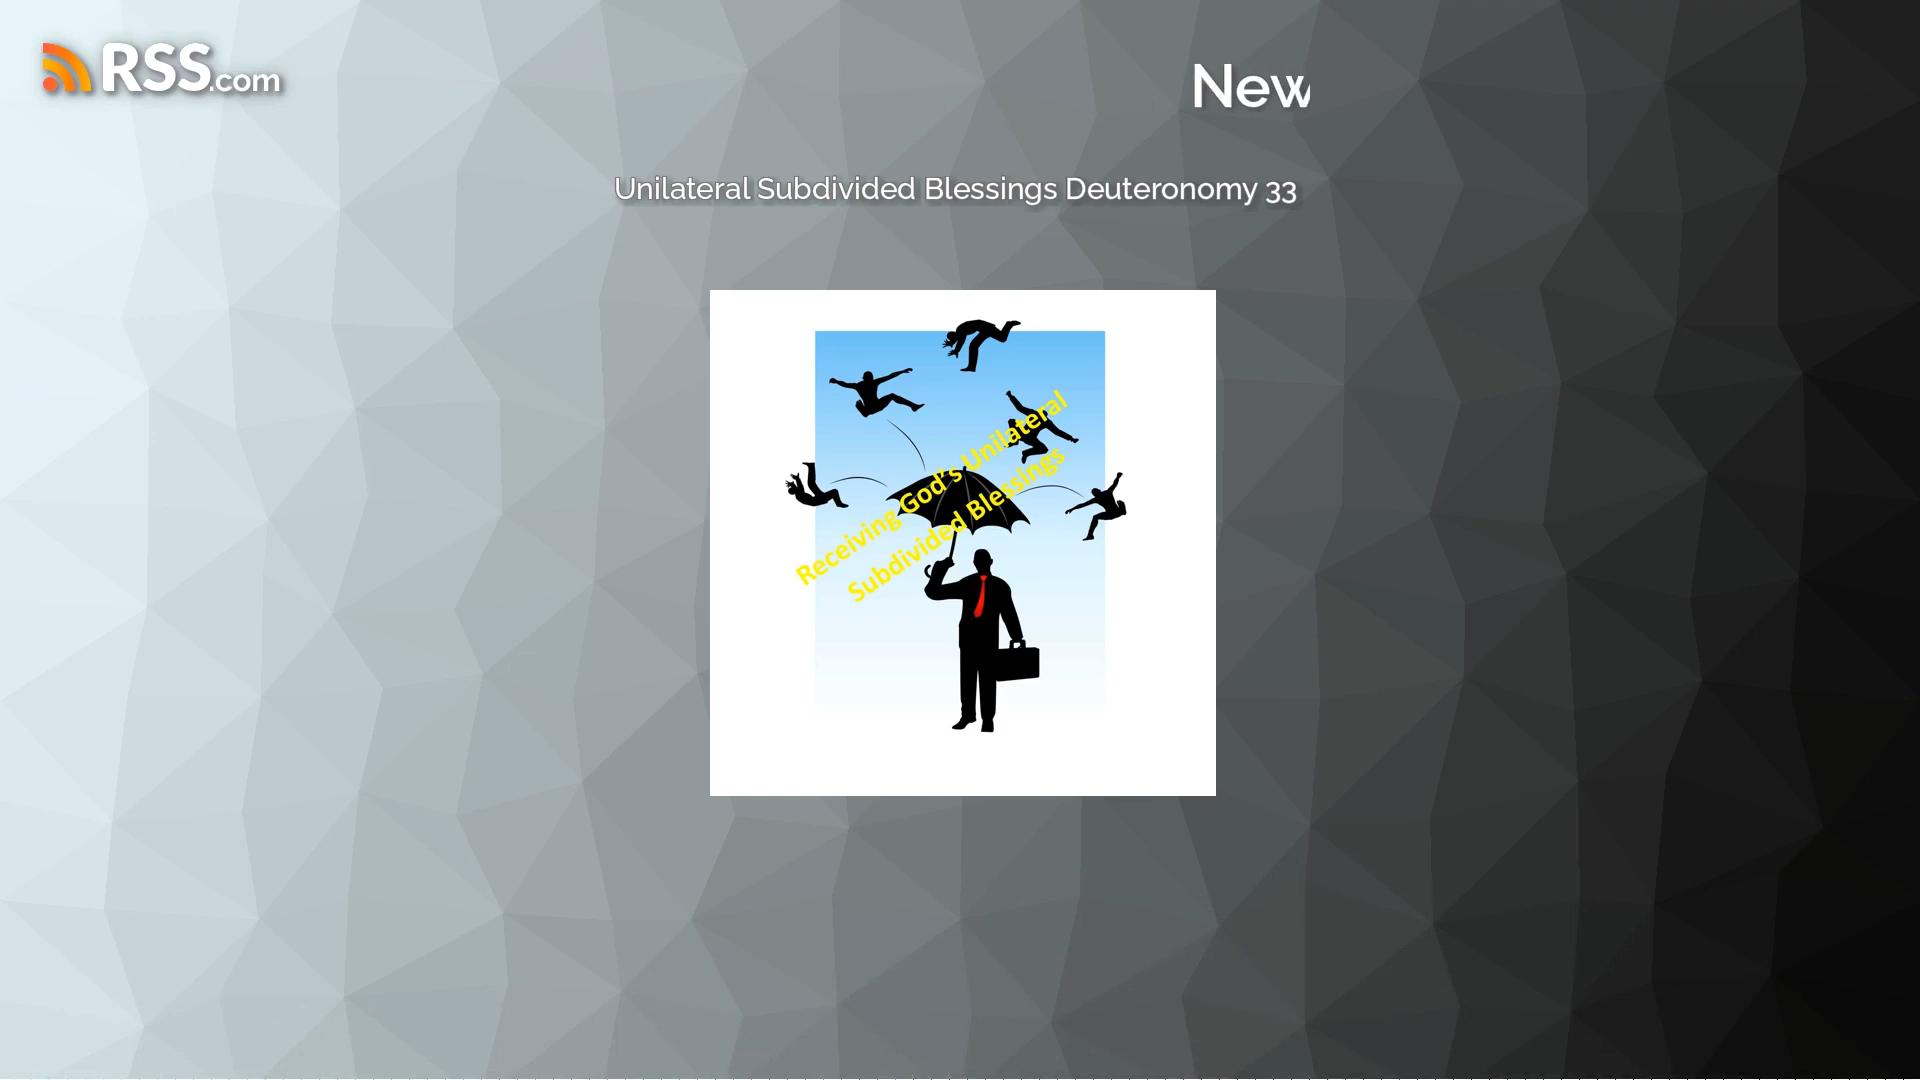 RSS.com
New
Unilateral Subdivided Blessings Deuteronomy 33
Receiving God's Unilateral
Subdivided Blessings